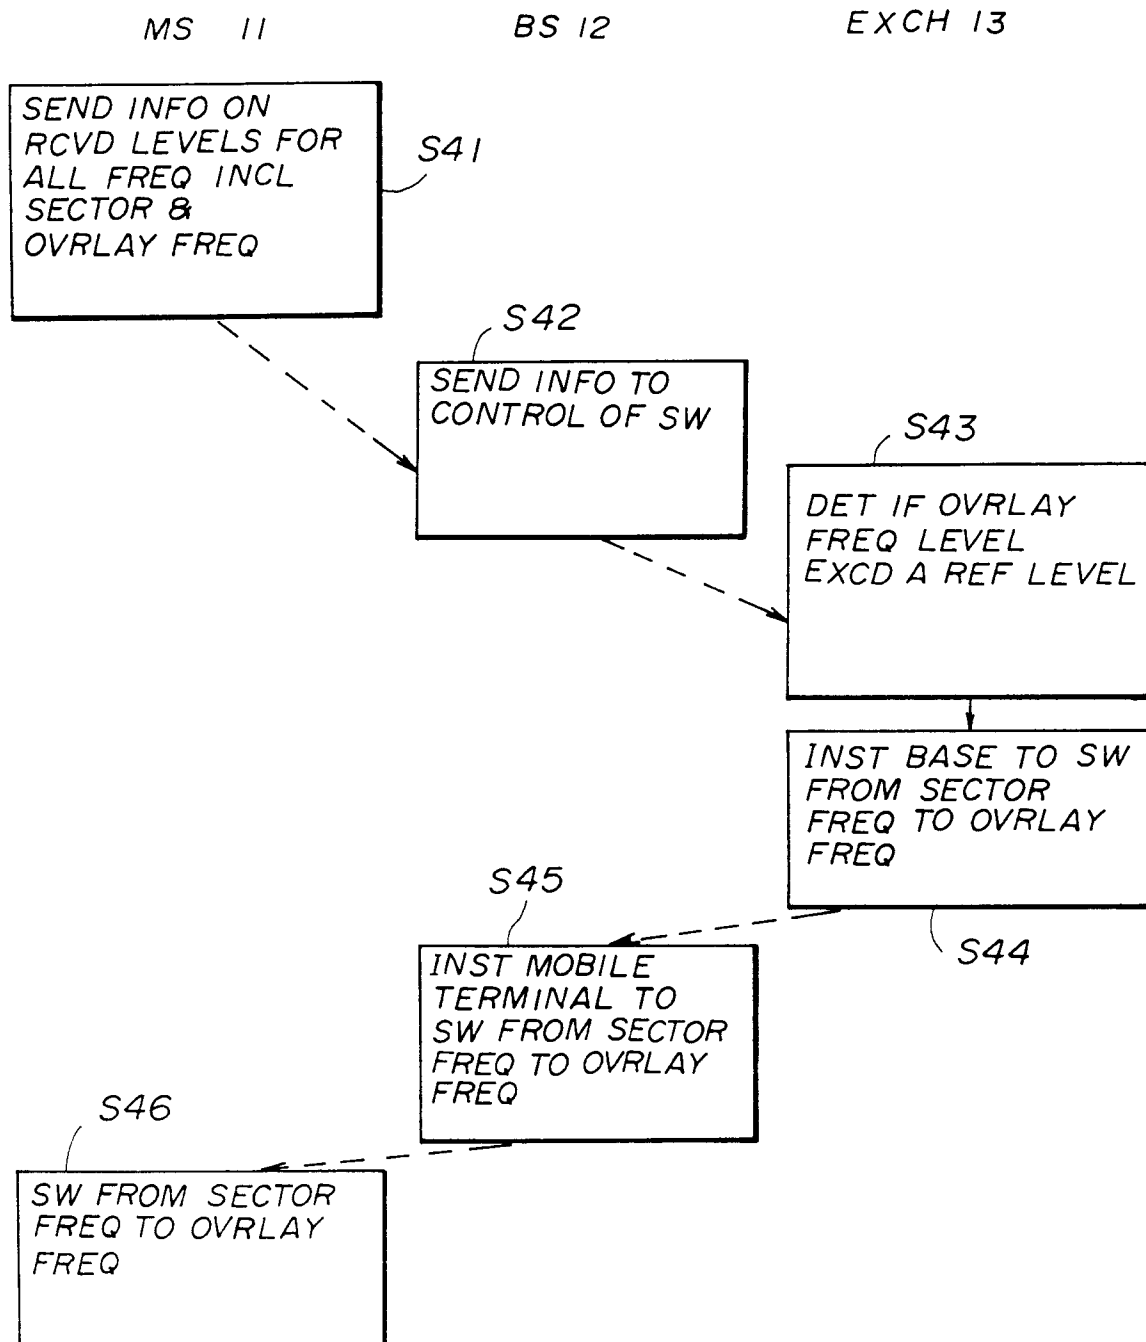 MS 11 BS 12 EXCH 13
SEND INFO ON
RCVD LEVELS FOR
ALL FREQ INCL
SECTOR &
OVRLAY FREQ
S41
S42
SEND INFO TO
CONTROL OF SW
S43
DET IF OVRLAY
FREQ LEVEL
EXCD A REF LEVEL
INST BASE TO SW
FROM SECTOR
FREQ TO OVRLAY
FREQ
S44
S45
INST MOBILE
TERMINAL TO
SW FROM SECTOR
FREQ TO OVRLAY
FREQ
S46
SW FROM SECTOR
FREQ TO OVRLAY
FREQ